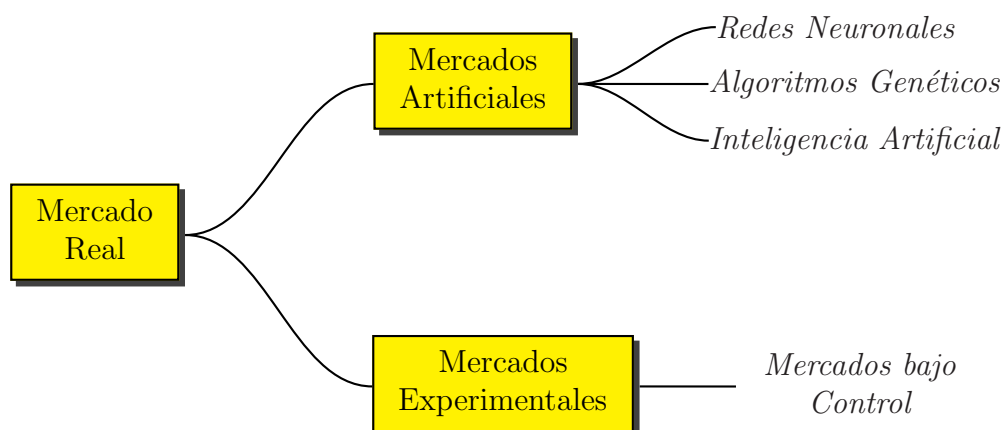 Mercado
Real
Mercados
Artificiales
Redes Neuronales
Algoritmos Genéticos
Inteligencia Artificial
Mercados
Experimentales
Mercados bajo
Control